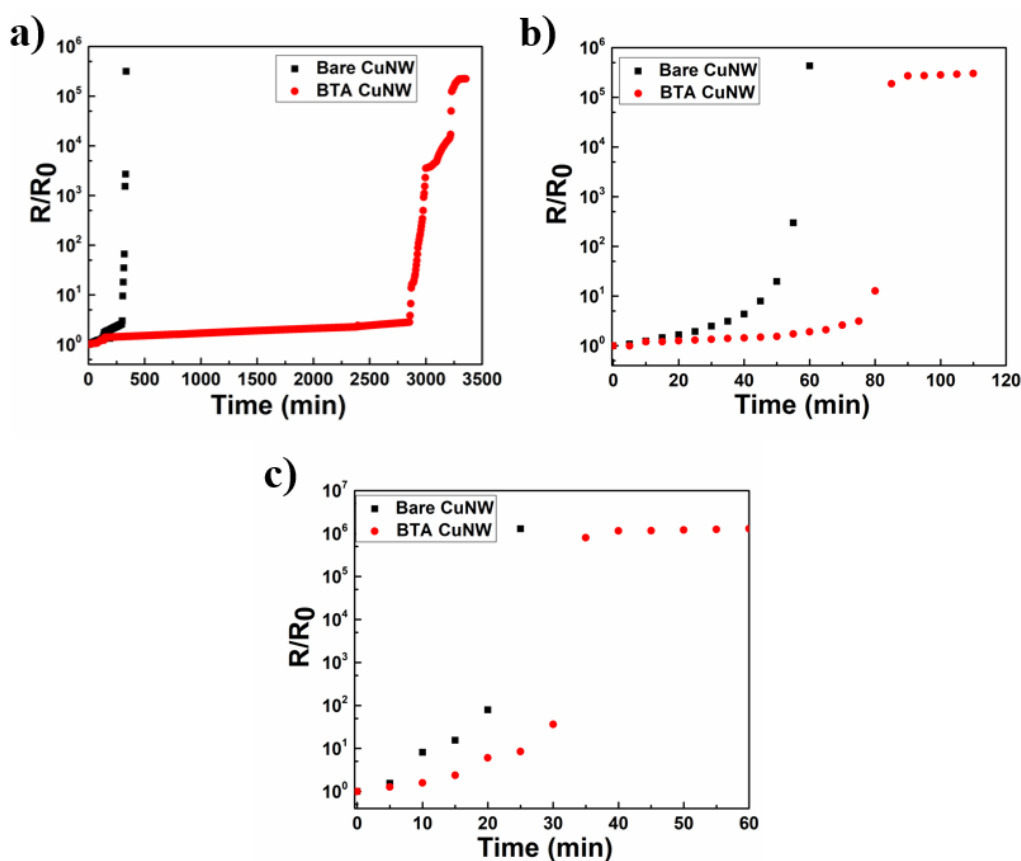 a)
10^6
10^5
10^4
10^3
10^2
10^1
10^0
R/R0
Bare CuNW
BTA CuNW
0 500 1000 1500 2000 2500 3000 3500
Time (min)
b)
10^6
10^5
10^4
10^3
10^2
10^1
10^0
R/R0
Bare CuNW
BTA CuNW
0 20 40 60 80 100 120
Time (min)
c)
10^7
10^6
10^5
10^4
10^3
10^2
10^1
10^0
R/R0
Bare CuNW
BTA CuNW
0 10 20 30 40 50 60
Time (min)